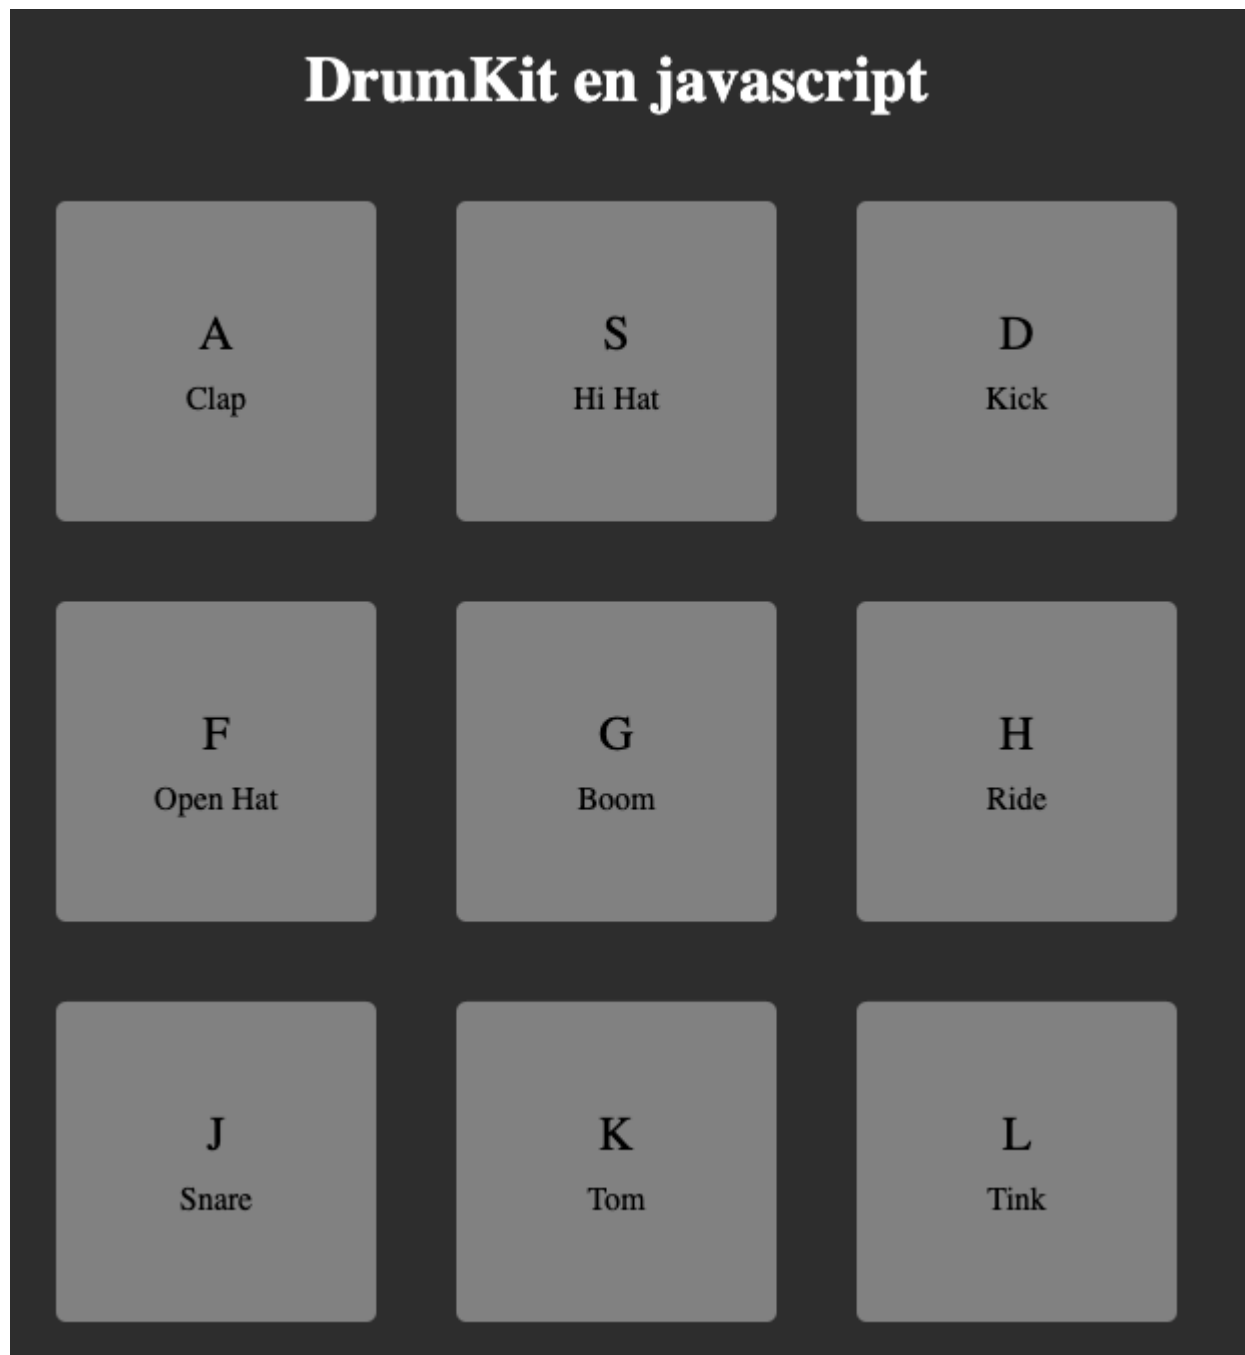 DrumKit en javascript
A
Clap
S
Hi Hat
D
Kick
F
Open Hat
G
Boom
H
Ride
J
Snare
K
Tom
L
Tink